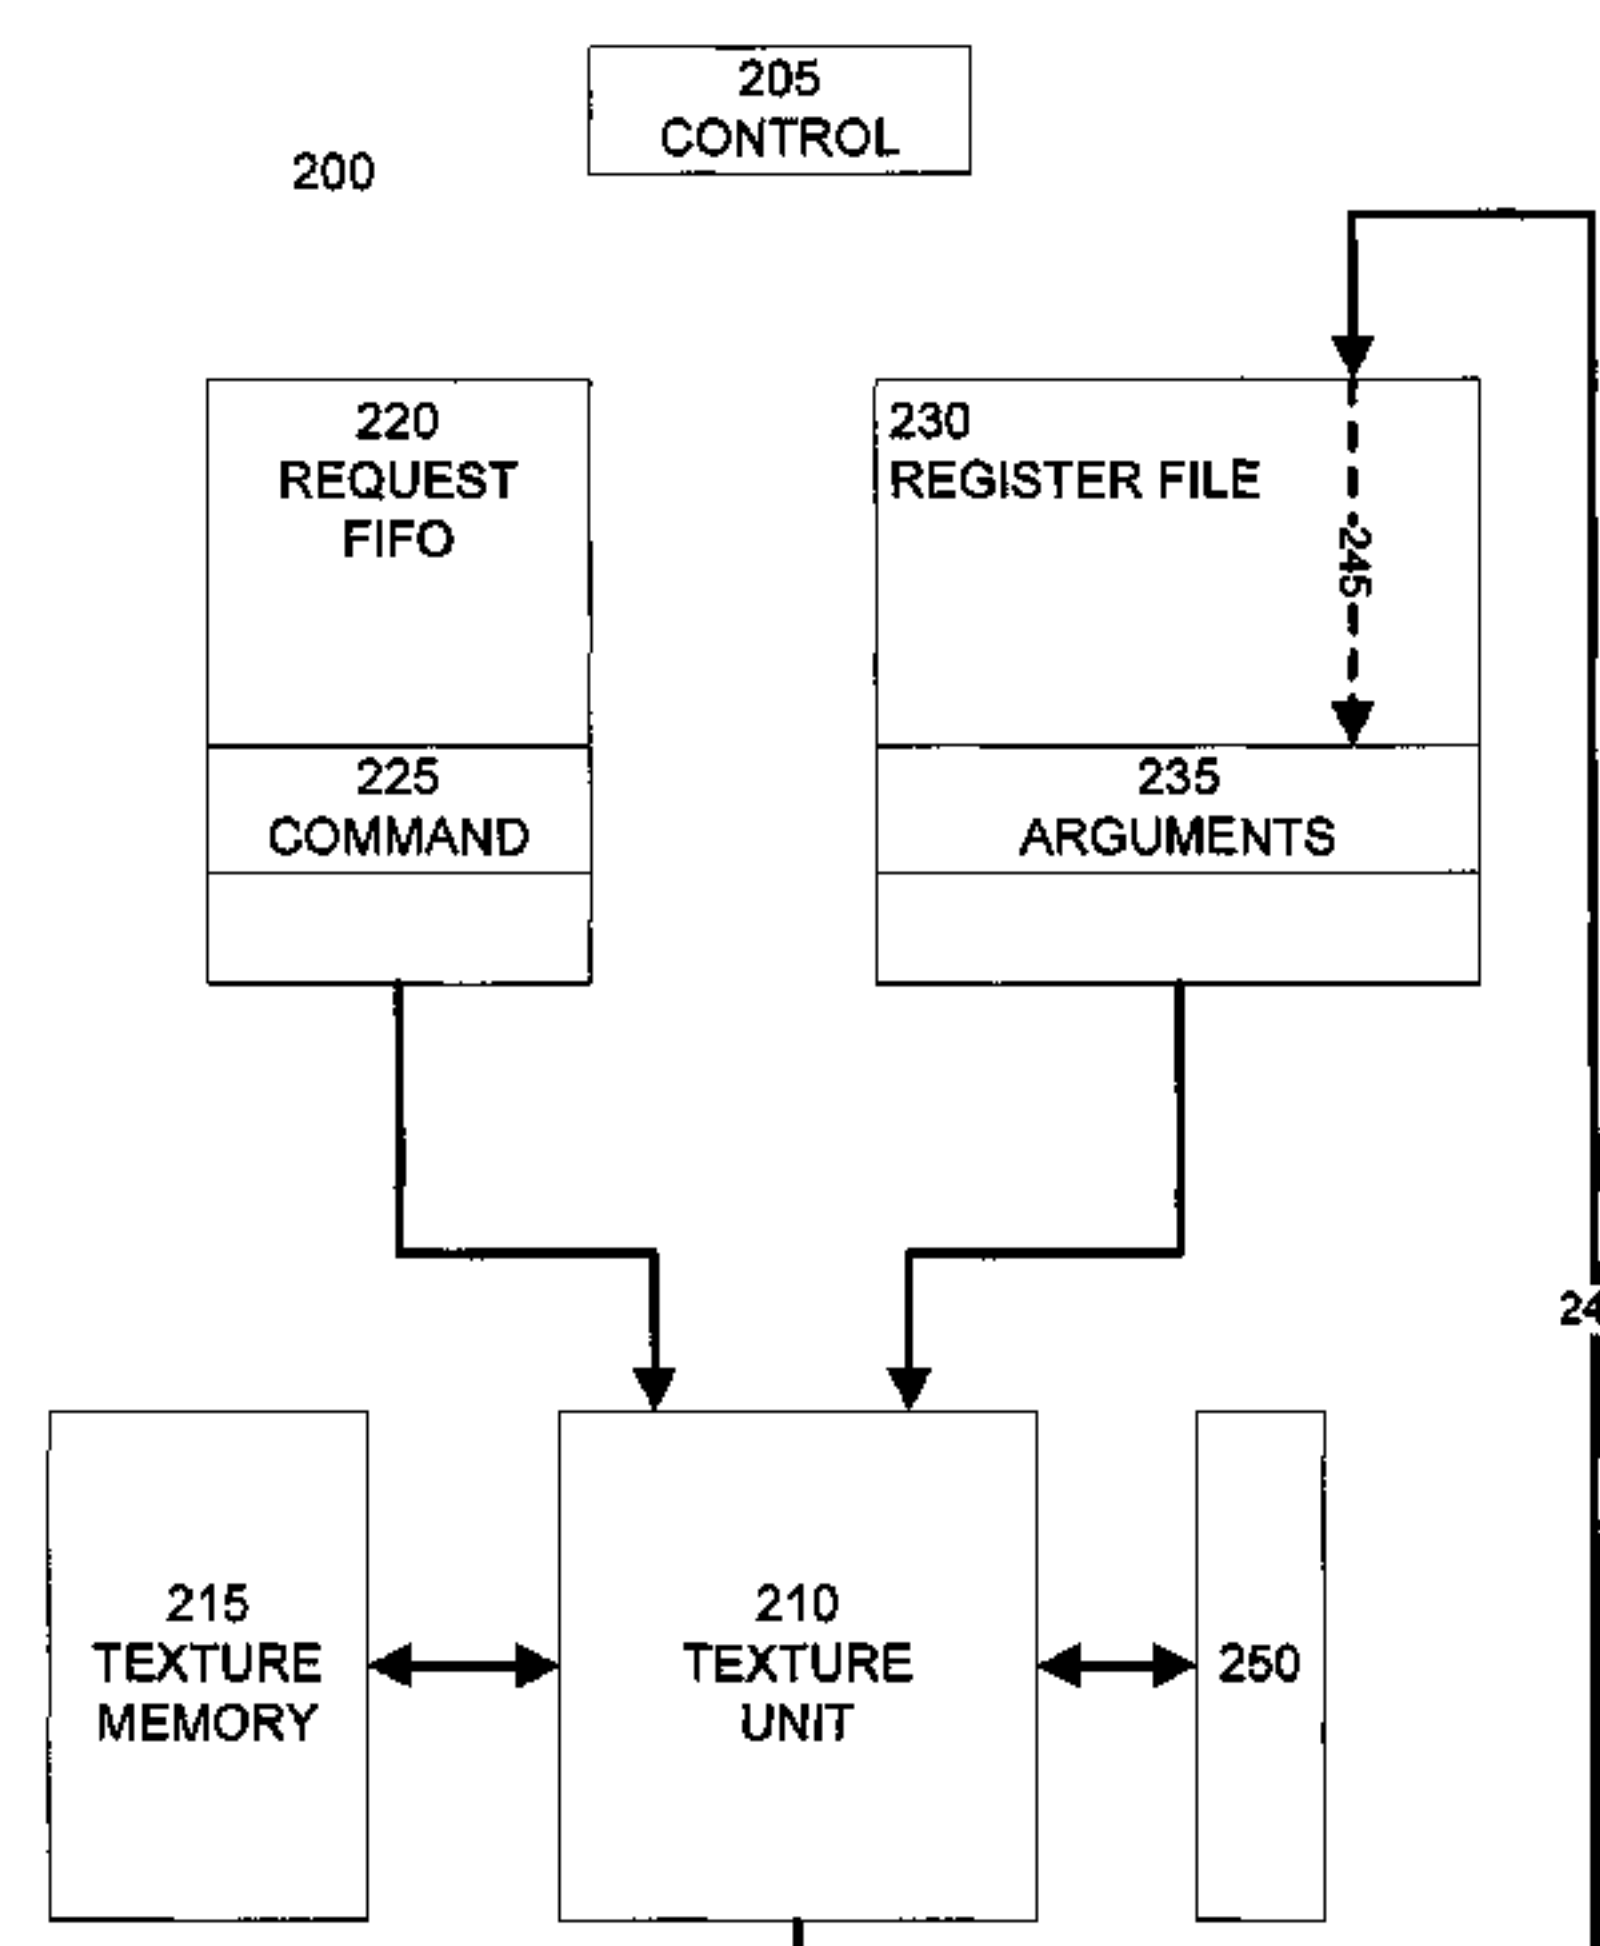 205
CONTROL
200
220
REQUEST
FIFO
230
REGISTER FILE
245
225
COMMAND
235
ARGUMENTS
215
TEXTURE
MEMORY
210
TEXTURE
UNIT
250